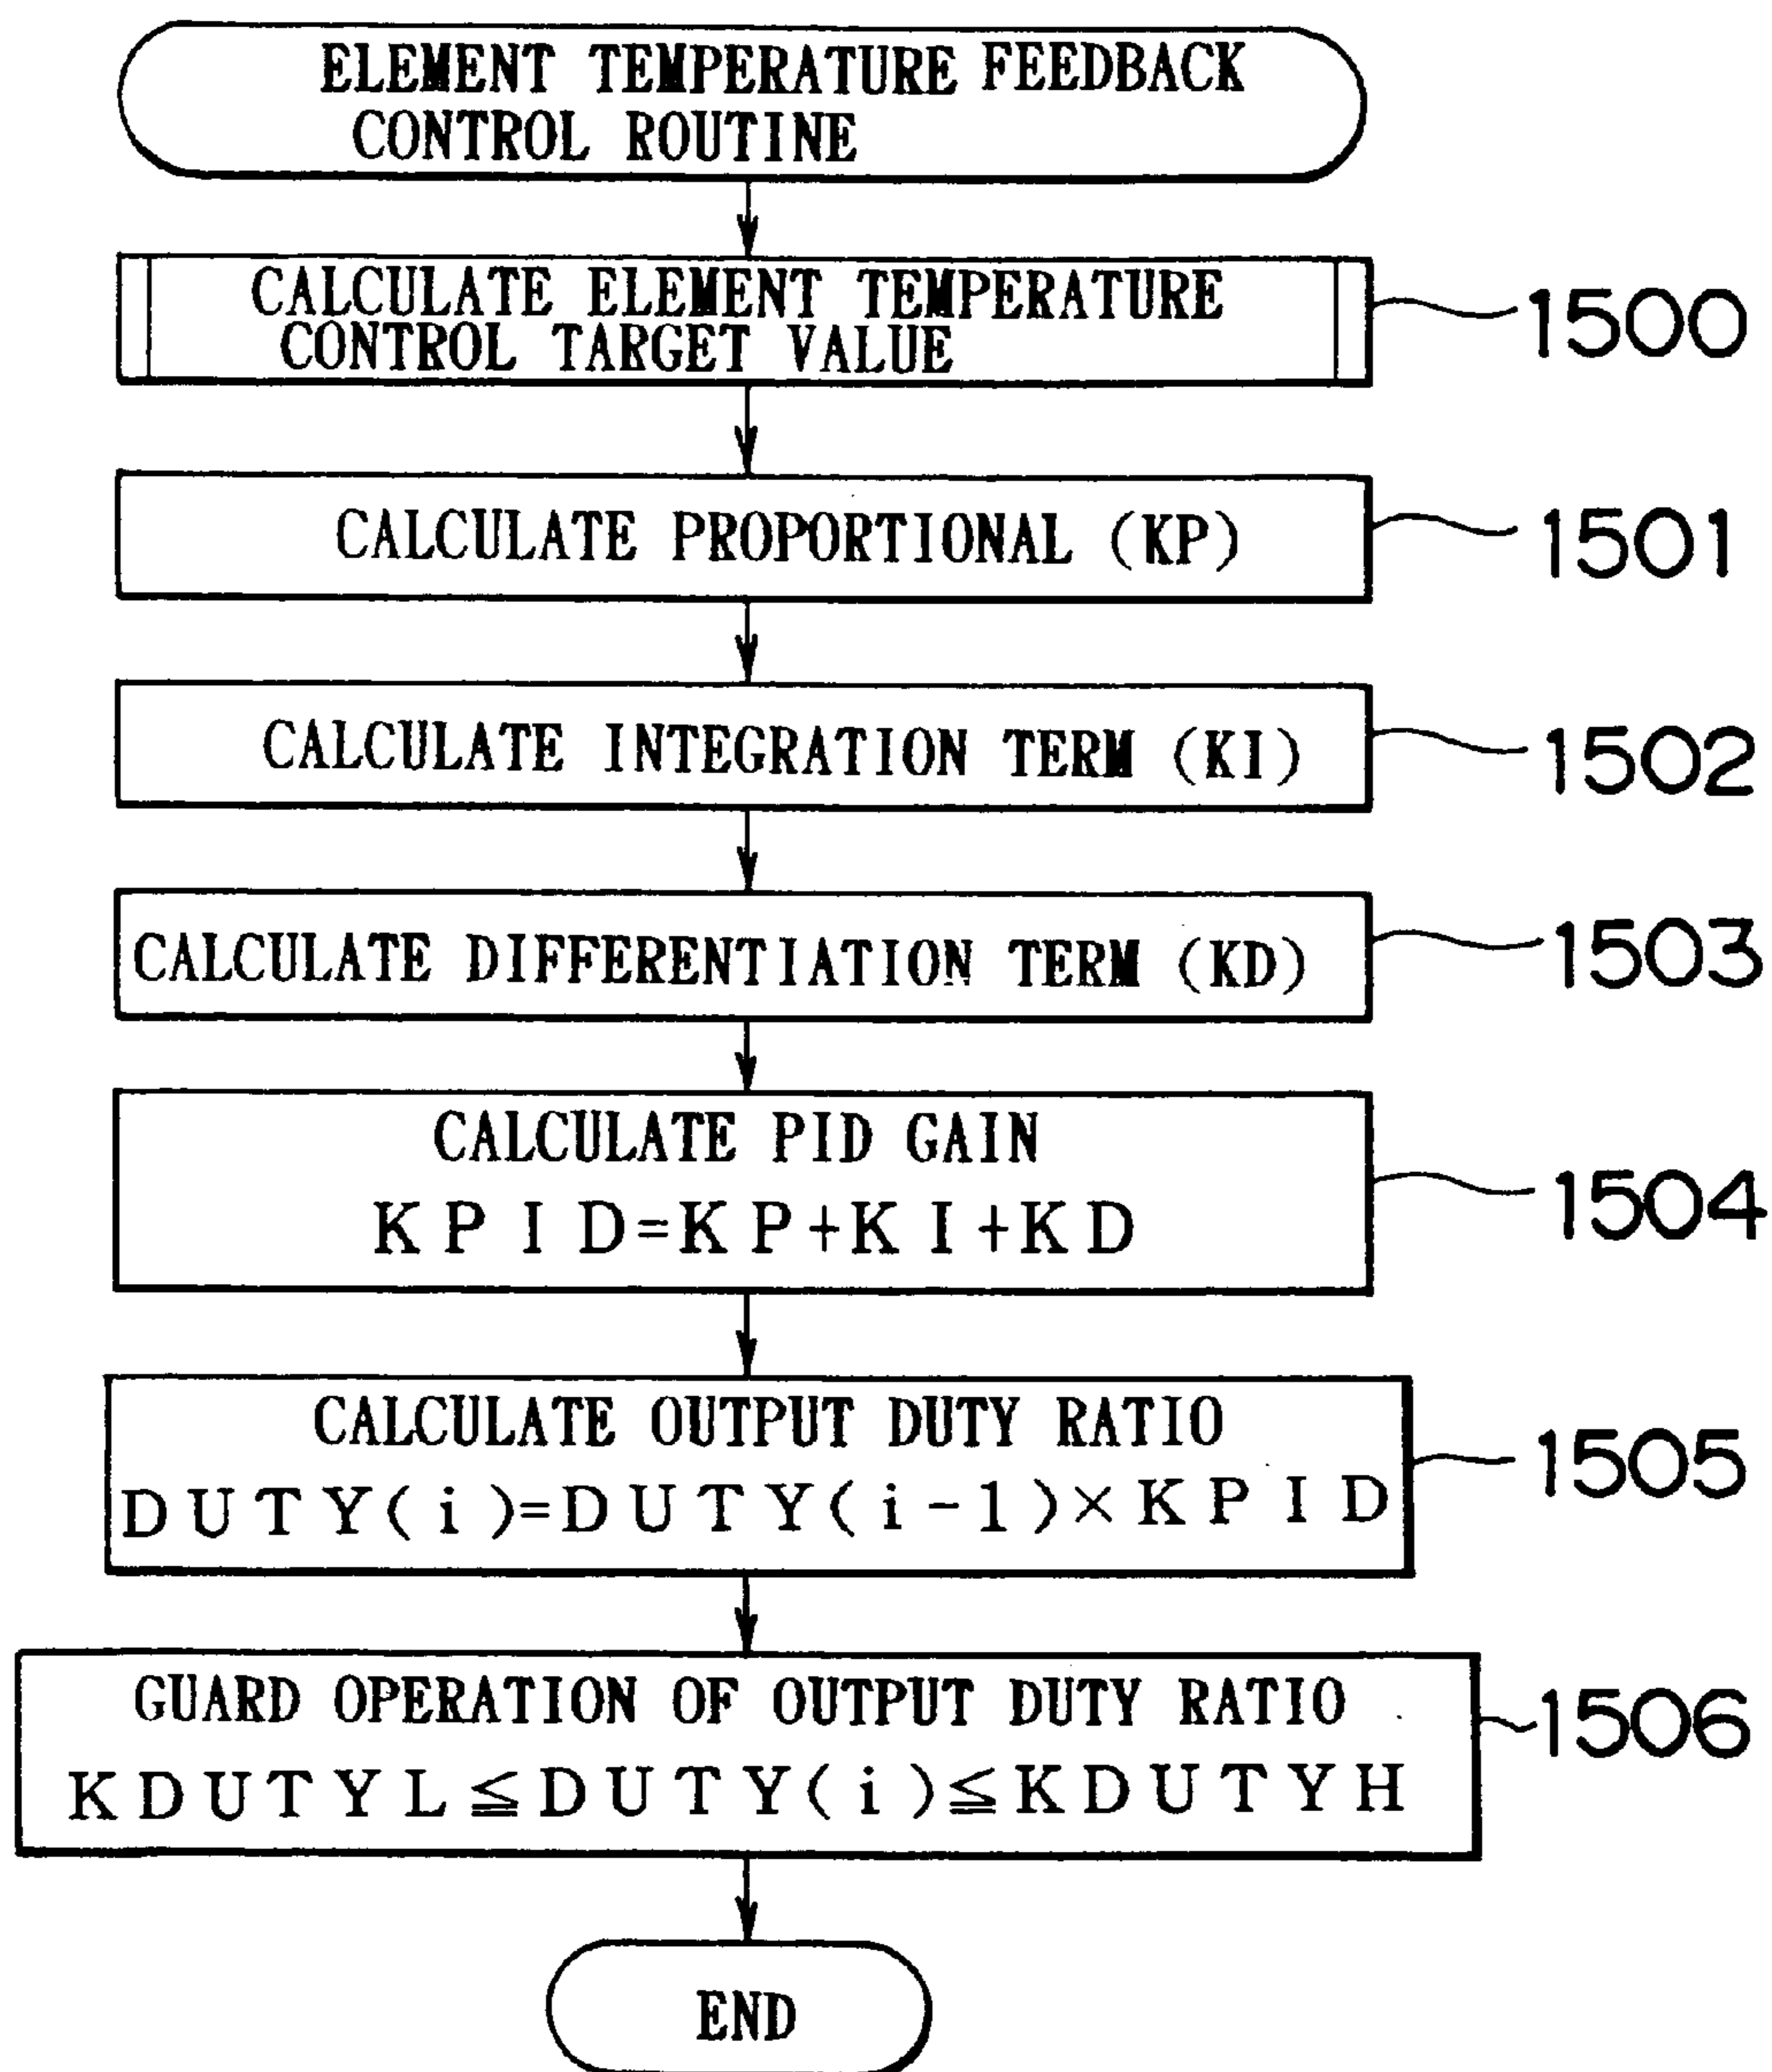 ELEMENT TEMPERATURE FEEDBACK
CONTROL ROUTINE
CALCULATE ELEMENT TEMPERATURE
CONTROL TARGET VALUE
1500
CALCULATE PROPORTIONAL (KP)
1501
CALCULATE INTEGRATION TERM (KI)
1502
CALCULATE DIFFERENTIATION TERM (KD)
1503
CALCULATE PID GAIN
KPID=KP+KI+KD
1504
CALCULATE OUTPUT DUTY RATIO
DUTY(i)=DUTY(i-1)×KPID
1505
GUARD OPERATION OF OUTPUT DUTY RATIO
KDUTYL≦DUTY(i)≦KDUTYH
1506
END